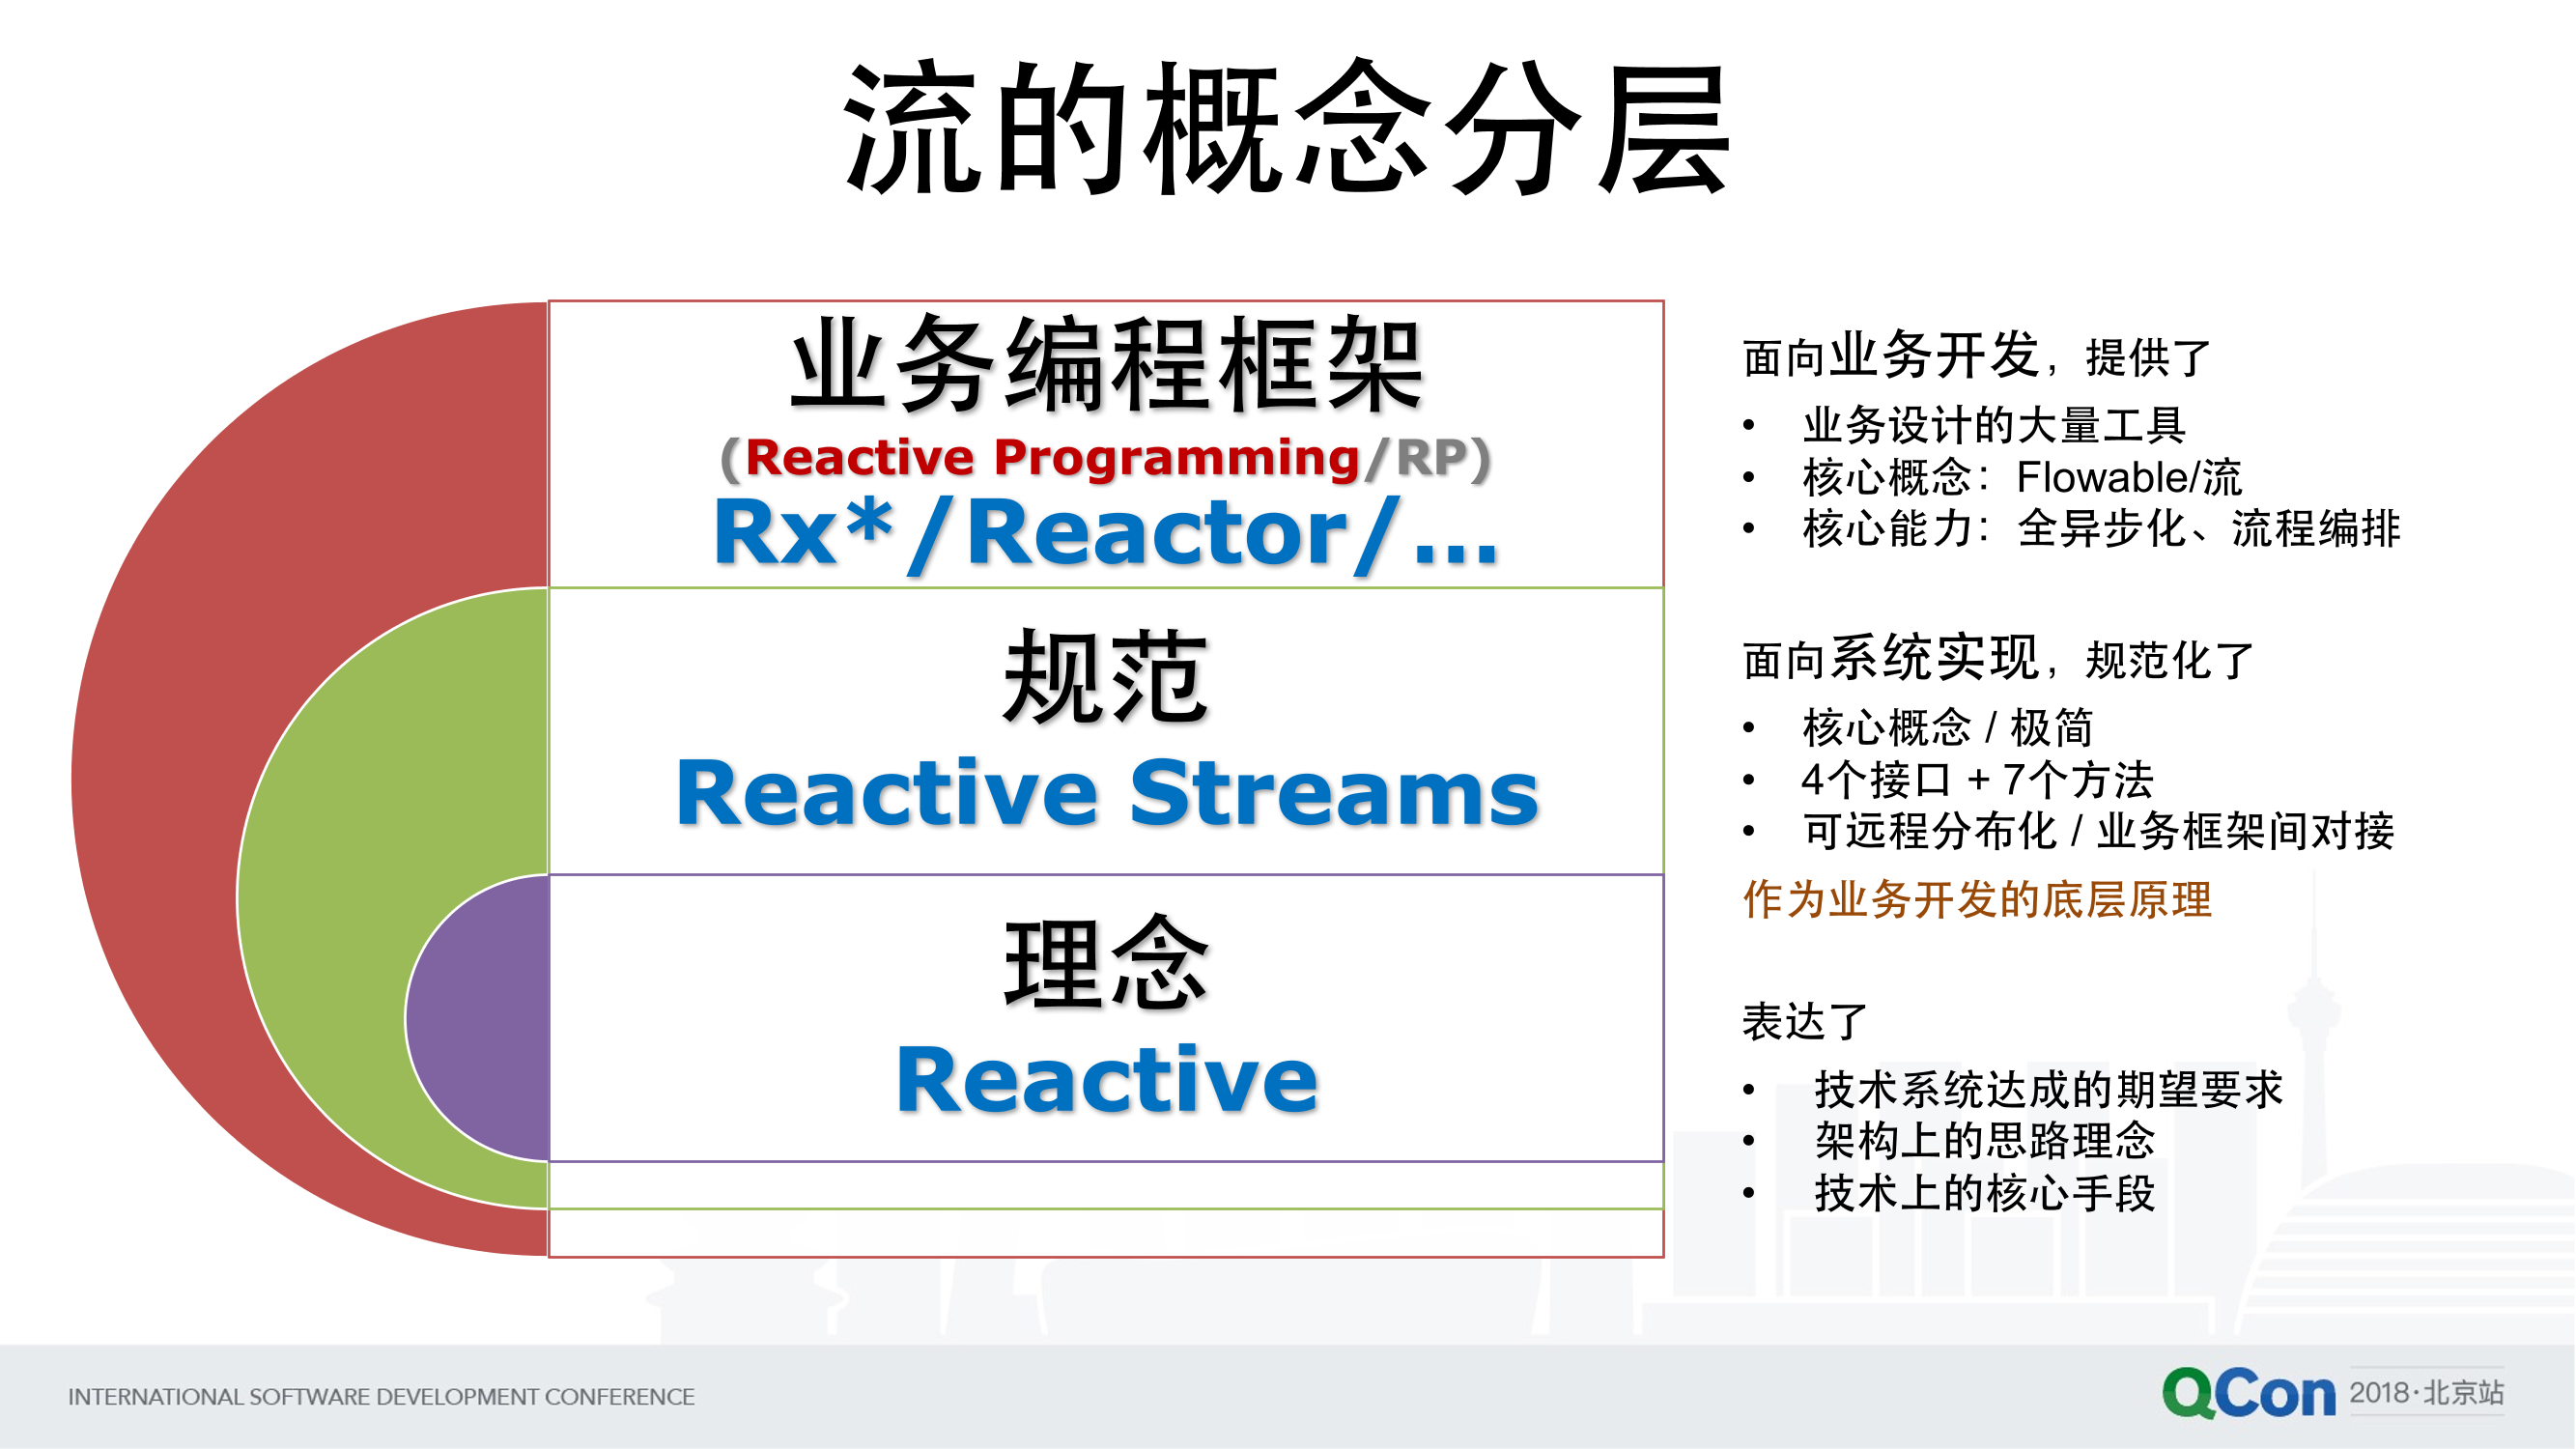 流的概念分层
业务编程框架
(Reactive Programming/RP)
Rx*/Reactor/...
规范
Reactive Streams
理念
Reactive
面向业务开发，提供了
• 业务设计的大量工具
• 核心概念：Flowable/流
• 核心能力：全异步化、流程编排
面向系统实现，规范化了
• 核心概念 / 极简
• 4个接口 + 7个方法
• 可远程分布化 / 业务框架间对接
作为业务开发的底层原理
表达了
• 技术系统达成的期望要求
• 架构上的思路理念
• 技术上的核心手段
INTERNATIONAL SOFTWARE DEVELOPMENT CONFERENCE
QCon 2018·北京站